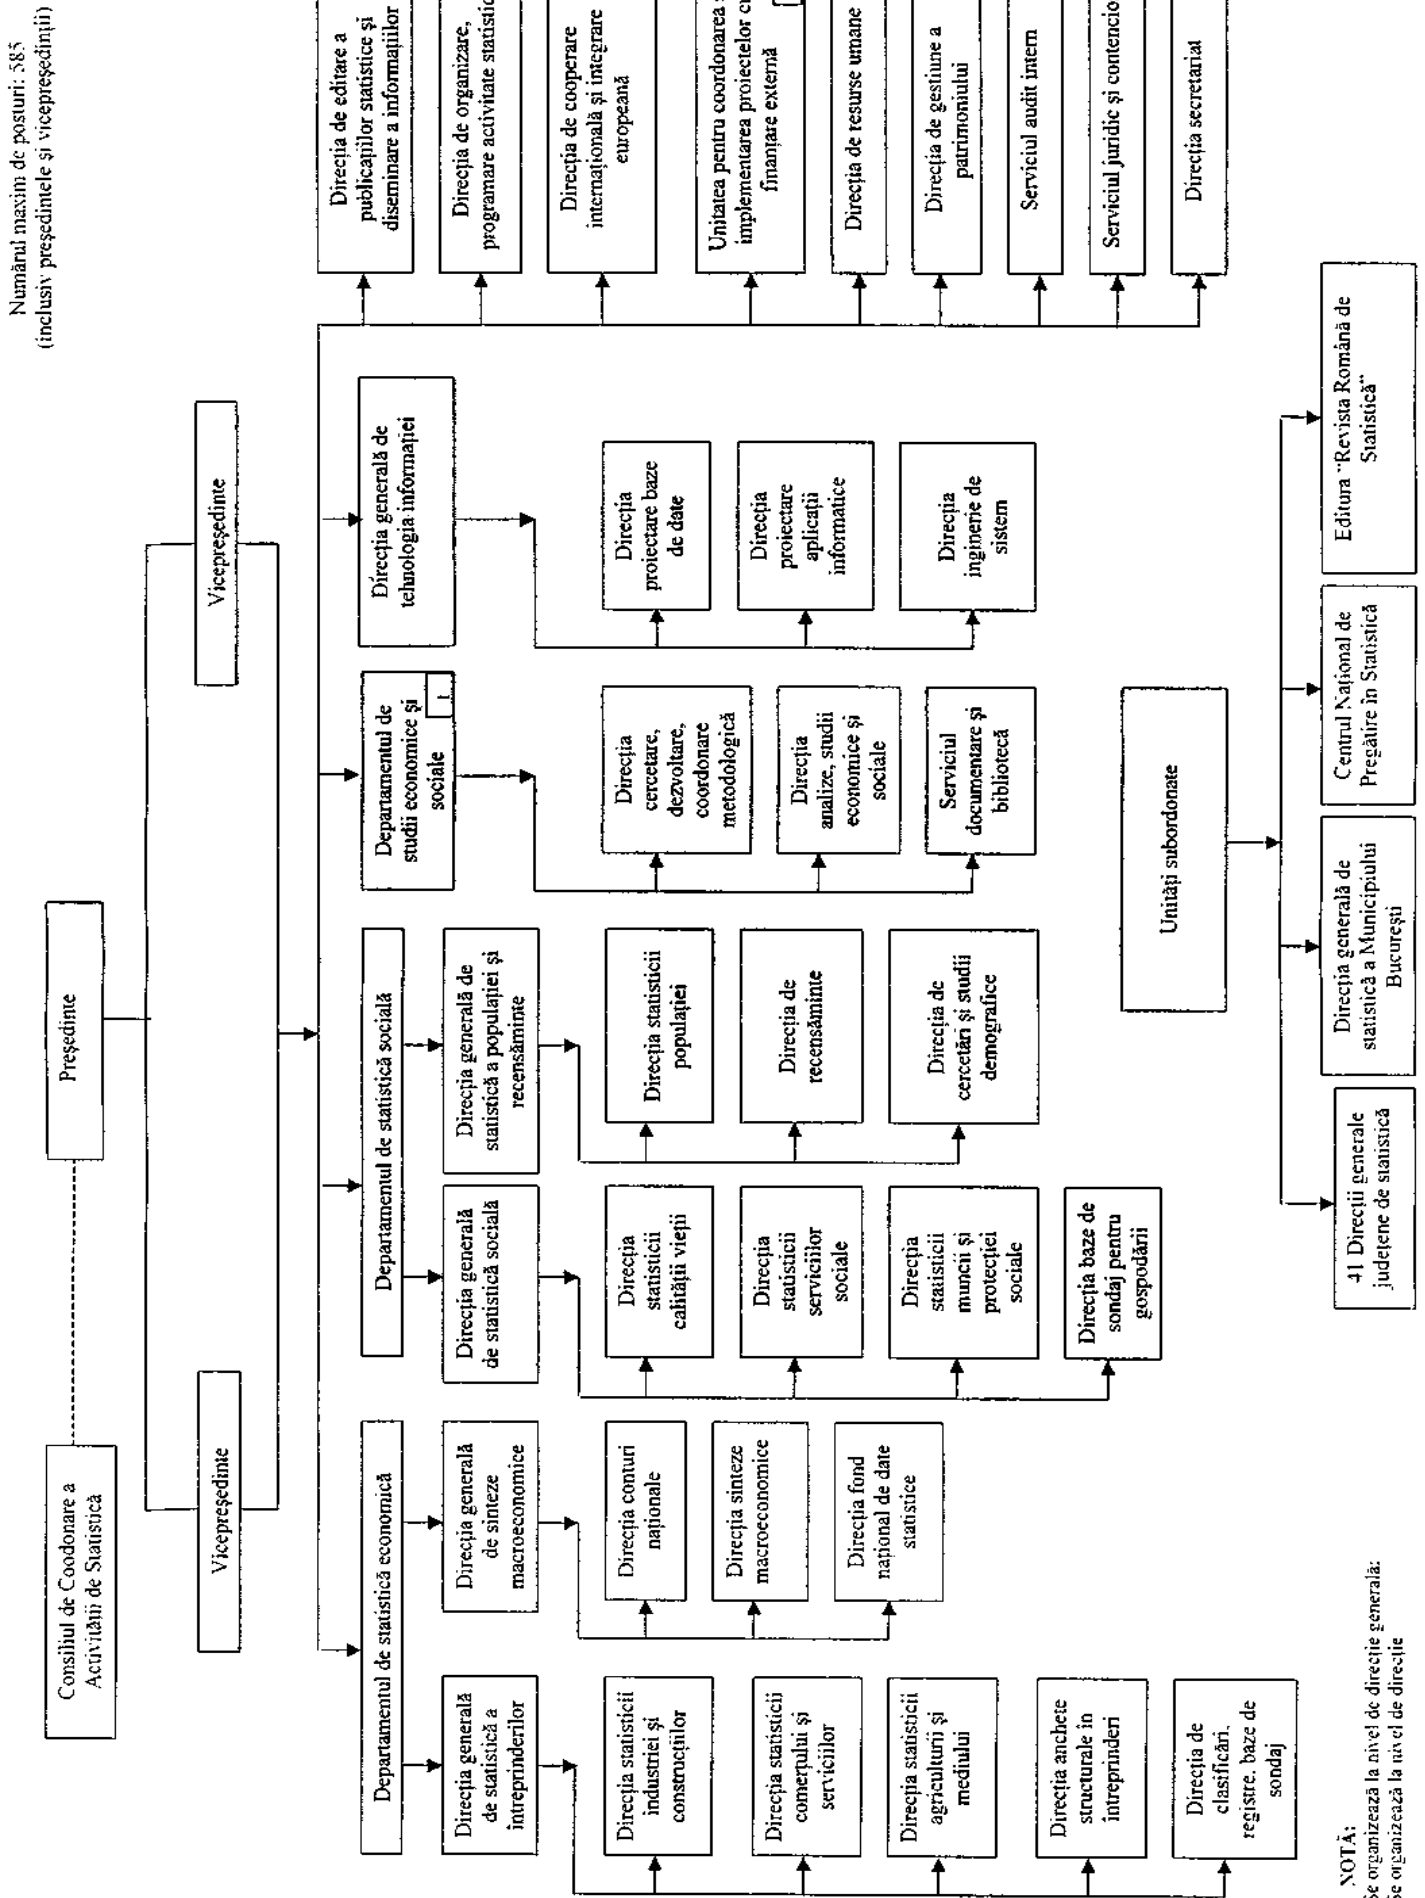 Numărul maxim de posturi: 585
(inclusiv președintele și vicepreședinții)
Consiliul de Coodonare a
Activității de Statistică
Președinte
Vicepreședinte
Vicepreședinte
Departamentul de statistică economică
Direcția generală
de statistică a
întreprinderilor
Direcția statisticii
industriei și
construcțiilor
Direcția statisticii
comerțului și
serviciilor
Direcția statisticii
agriculturii și
mediului
Direcția anchete
structurale în
întreprinderi
Direcția de
clasificări,
registre, baze de
sondaj
Direcția generală
de sinteze
macroeconomice
Direcția conturi
naționale
Direcția sinteze
macroeconomice
Direcția fond
național de date
statistice
Departamentul de statistică socială
Direcția generală
de statistică socială
Direcția
statisticii
calității vieții
Direcția
statisticii
serviciilor
sociale
Direcția
statisticii
muncii și
protecției
sociale
Direcția baze de
sondaj pentru
gospodării
Direcția generală de
statistică a populației și
recensăminte
Direcția statisticii
populației
Direcția de
recensăminte
Direcția de
cercetări și studii
demografice
Departamentul de
studii economice și
sociale
1
Direcția
cercetare,
dezvoltare,
coordonare
metodologică
Direcția
analize, studii
economice și
sociale
Serviciul
documentare și
bibliotecă
Direcția generală de
tehnologia informației
Direcția
proiectare baze
de date
Direcția
proiectare
aplicații
informatice
Direcția
inginerie de
sistem
Direcția de editare a
publicațiilor statistice și
diseminare a informațiilor
Direcția de organizare,
programare activitate statistic
Direcția de cooperare
internațională și integrare
europeană
Unitatea pentru coordonarea
implementarea proiectelor cu
finanțare externă
Direcția de resurse umane
Direcția de gestiune a
patrimoniului
Serviciul audit intern
Serviciul juridic și contencio
Direcția secretariat
Unități subordonate
41 Direcții generale
județene de statistică
Direcția generală de
statistică a Municipiului
București
Centrul Național de
Pregătire în Statistică
Editura "Revista Română de
Statistică"
NOTĂ:
Se organizează la nivel de direcție generală:
Se organizează la nivel de direcție